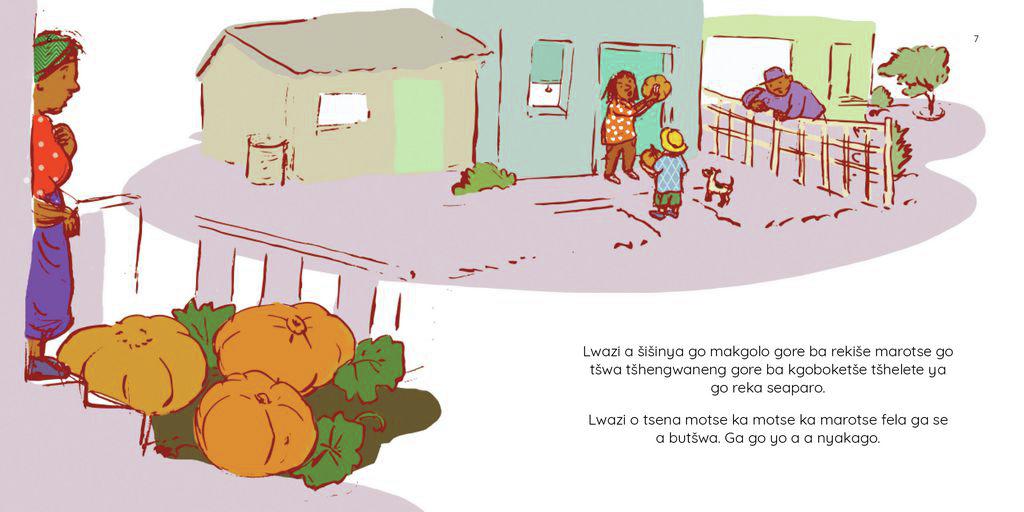 7
Lwazi a šišinya go makgolo gore ba rekiše marotse go
tšwa tšhengwaneng gore ba kgoboketše tšhelete ya
go reka seaparo.
Lwazi o tsena motse ka motse ka marotse fela ga se
a butšwa. Ga go yo a a nyakago.